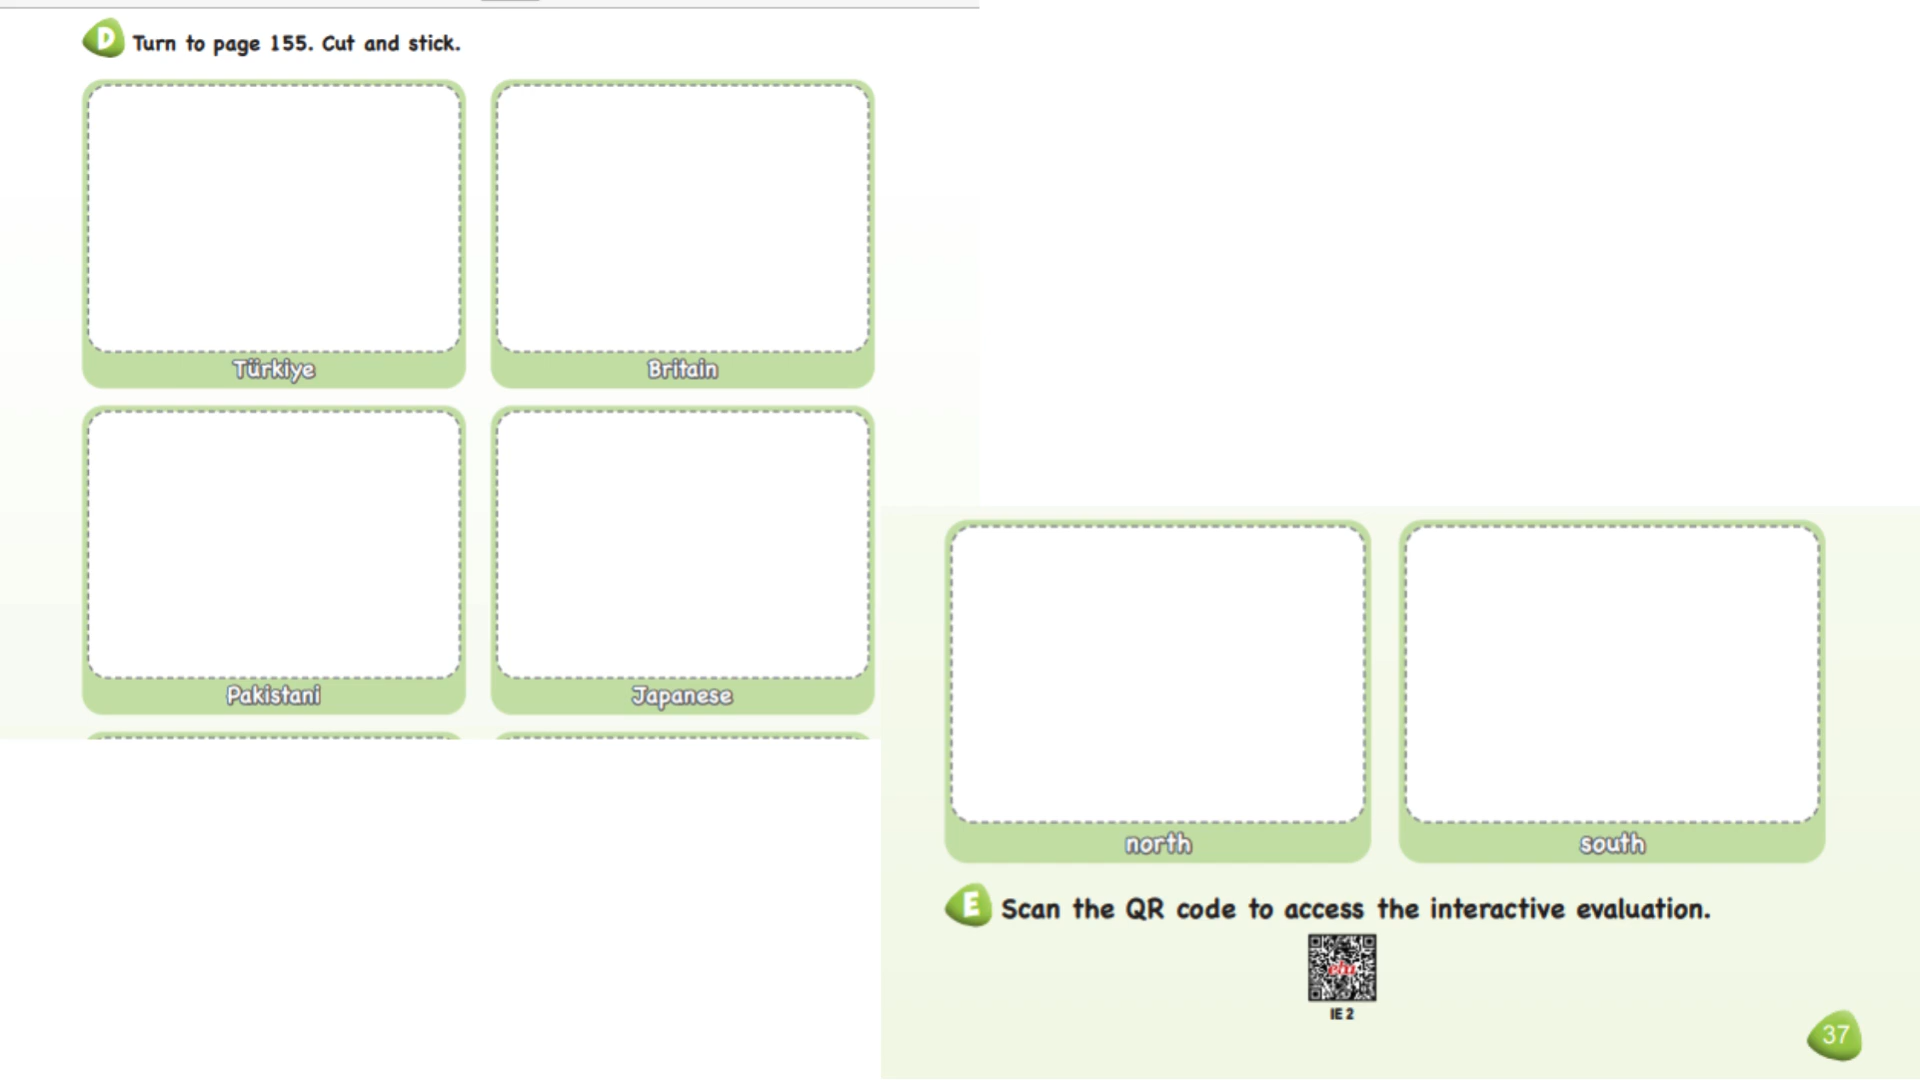 D Turn to page 155. Cut and stick.
Türkiye
Britain
Pakistani
Japanese
north
south
E Scan the QR code to access the interactive evaluation.
eba
IE 2
37